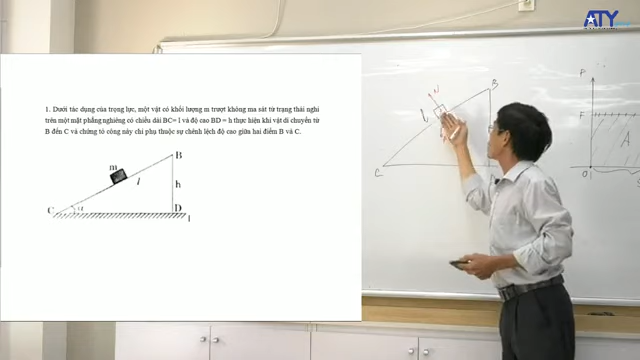 ATY
1. Dưới tác dụng của trọng lực, một vật có khối lượng m trượt không ma sát từ trạng thái nghỉ
trên một mặt phẳng nghiêng có chiều dài BC= l và độ cao BD = h thực hiện khi vật di chuyển từ
B đến C và chứng tỏ công này chỉ phụ thuộc sự chênh lệch độ cao giữa hai điểm B và C.
m
B
l
h
C
α
D
N
B
l
C
P
F
A
O